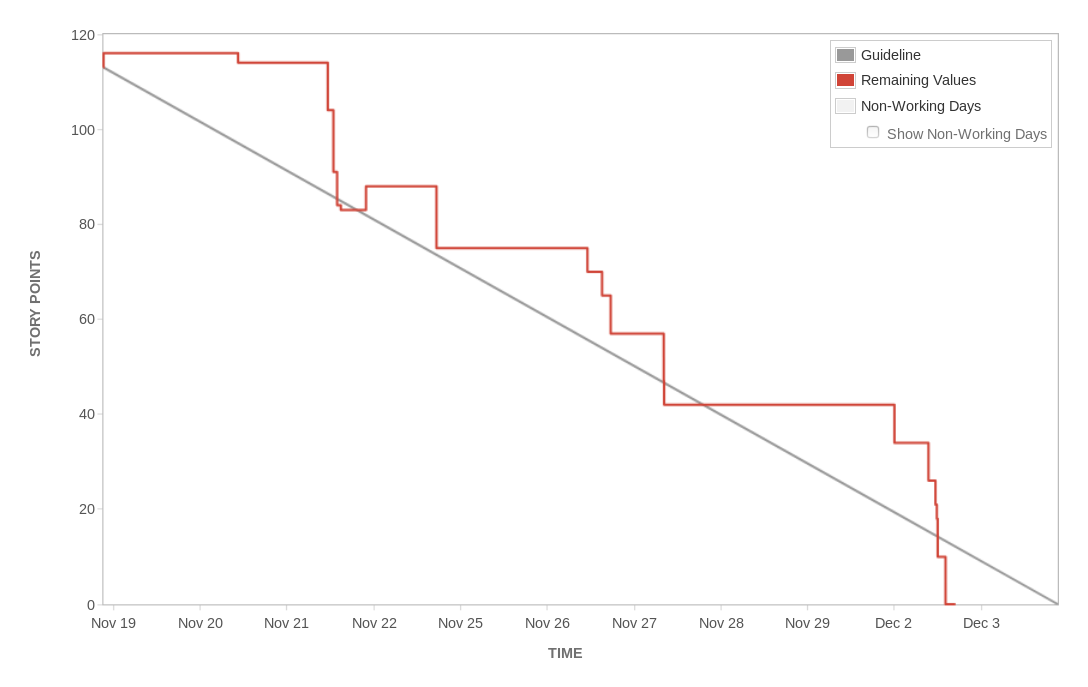 120
100
80
60
40
20
0
STORY POINTS
Guideline
Remaining Values
Non-Working Days
Show Non-Working Days
Nov 19 Nov 20 Nov 21 Nov 22 Nov 25 Nov 26 Nov 27 Nov 28 Nov 29 Dec 2 Dec 3
TIME